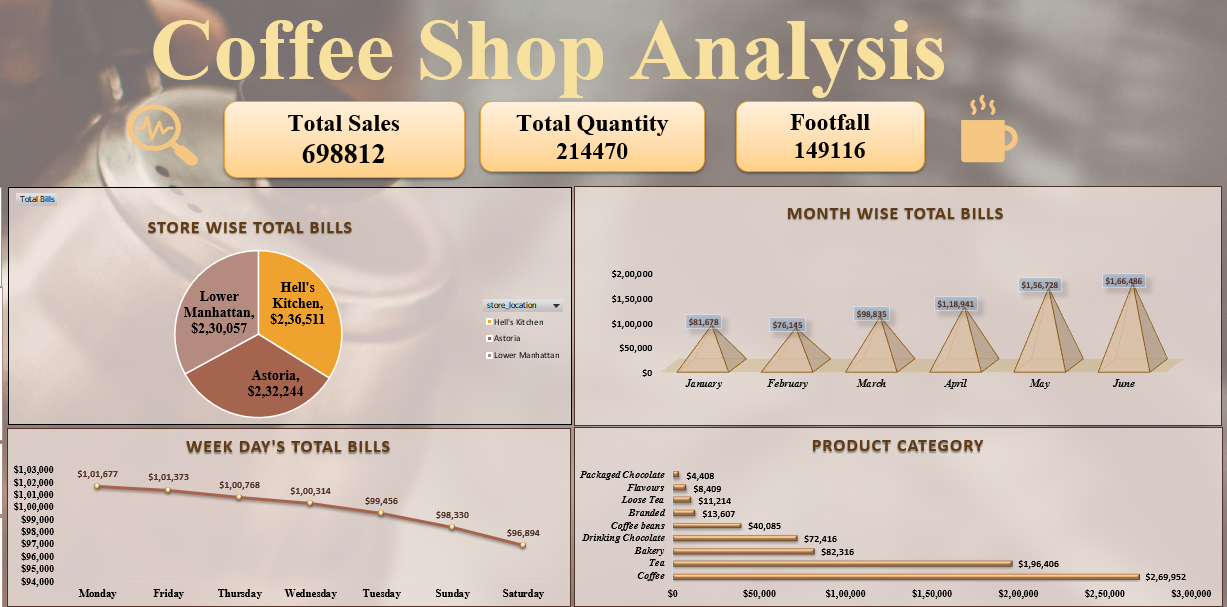 Coffee Shop Analysis
Total Sales
698812
Total Quantity
214470
Footfall
149116
Total Bills
STORE WISE TOTAL BILLS
Hell's
Kitchen,
$2,36,511
Lower
Manhattan,
$2,30,057
Astoria,
$2,32,244
store_location
Hell's Kitchen
Astoria
Lower Manhattan
MONTH WISE TOTAL BILLS
$2,00,000
$1,50,000
$1,00,000
$50,000
$0
$81,678
$76,145
$98,835
$1,18,941
$1,56,728
$1,66,486
January
February
March
April
May
June
WEEK DAY'S TOTAL BILLS
$1,03,000
$1,02,000
$1,01,000
$1,00,000
$99,000
$98,000
$97,000
$96,000
$95,000
$94,000
$1,01,677
$1,01,373
$1,00,768
$1,00,314
$99,456
$98,330
$96,894
Monday
Friday
Thursday
Wednesday
Tuesday
Sunday
Saturday
PRODUCT CATEGORY
Packaged Chocolate $4,408
Flavours $8,409
Loose Tea $11,214
Branded $13,607
Coffee beans $40,085
Drinking Chocolate $72,416
Bakery $82,316
Tea $1,96,406
Coffee $2,69,952
$0 $50,000 $1,00,000 $1,50,000 $2,00,000 $2,50,000 $3,00,000